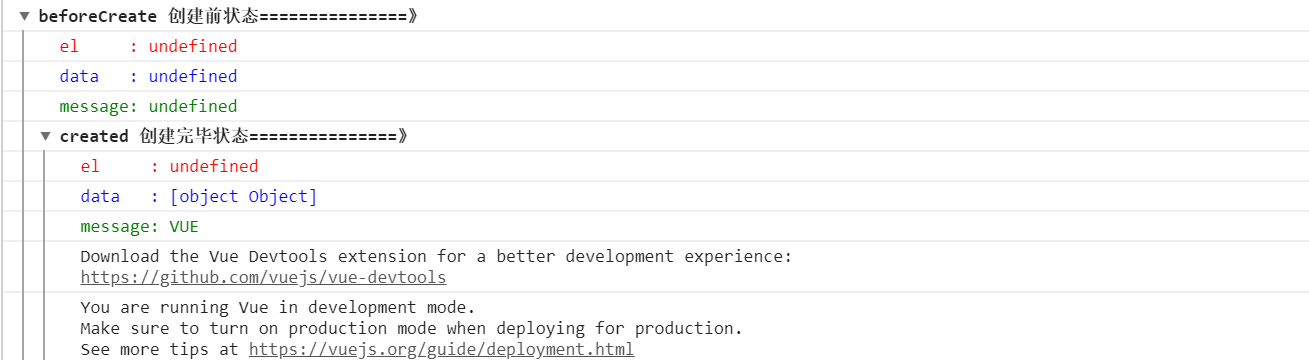 beforeCreate 创建前状态===============》
el     : undefined
data   : undefined
message: undefined
created 创建完毕状态===============》
el     : undefined
data   : [object Object]
message: VUE
Download the Vue Devtools extension for a better development experience:
https://github.com/vuejs/vue-devtools
You are running Vue in development mode.
Make sure to turn on production mode when deploying for production.
See more tips at https://vuejs.org/guide/deployment.html